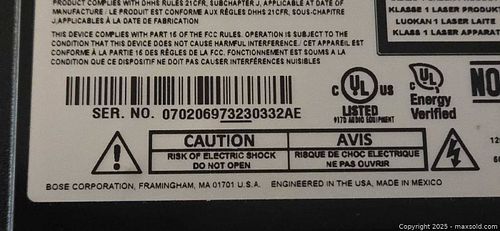 PRODUCT COMPLIES WITH DHHS RULES 21CFR, SUBCHAPTER J, APPLICABLE AT DATE OF
MANUFACTURE / LE PRODUIT EST CONFORME AUX RÈGLES DHHS 21CFR, SOUS-CHAPITRE
J,APPLICABLES À LA DATE DE FABRICATION
THIS DEVICE COMPLIES WITH PART 15 OF THE FCC RULES. OPERATION IS SUBJECT TO THE
CONDITION THAT THIS DEVICE DOES NOT CAUSE HARMFUL INTERFERENCE./ CET APPAREIL EST
CONFORME À LA PARTIE 15 DES RÈGLES DE LA FCC. FONCTIONNEMENT EST SOUMIS A LA
CONDITION QUE CE DISPOSITIF NE DOIT PAS CAUSER INTERFÉRENCES NUISIBLES
KLASSE 1 LASER PRODUKT
LUOKAN 1 LASER LAITE
KLASS 1 LASER APPARAT
C UL US
LISTED
917D AUDIO EQUIPMENT
C UL
Energy
Verified
NO
SER. NO. 070206973230332AE
CAUTION
RISK OF ELECTRIC SHOCK
DO NOT OPEN
AVIS
RISQUE DE CHOC ELECTRIQUE
NE PAS OUVRIR
12
60
BOSE CORPORATION, FRAMINGHAM, MA 01701 U.S.A. ENGINEERED IN THE USA, MADE IN MEXICO
Copyright 2025 - maxsold.com